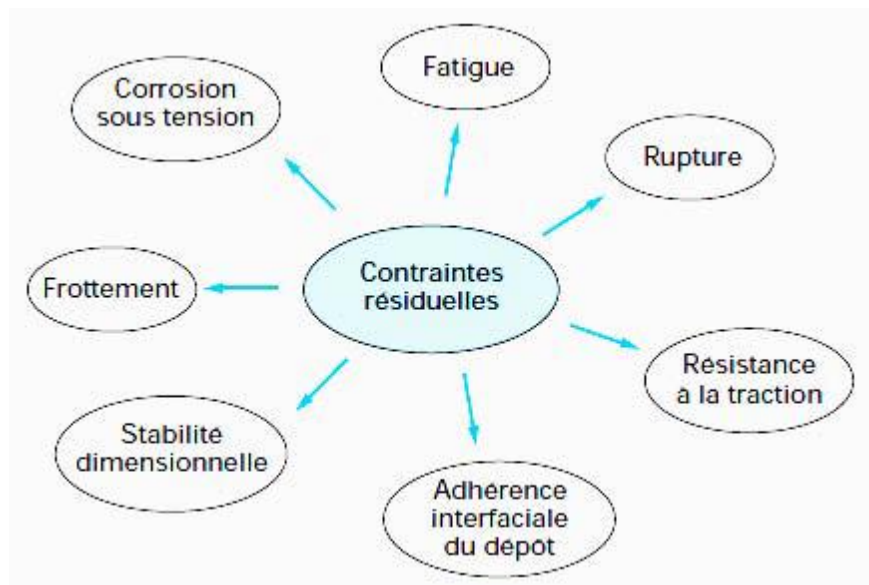 Fatigue
Corrosion
sous tension
Rupture
Contraintes
résiduelles
Frottement
Résistance
à la traction
Stabilité
dimensionnelle
Adhérence
interfaciale
du dépôt